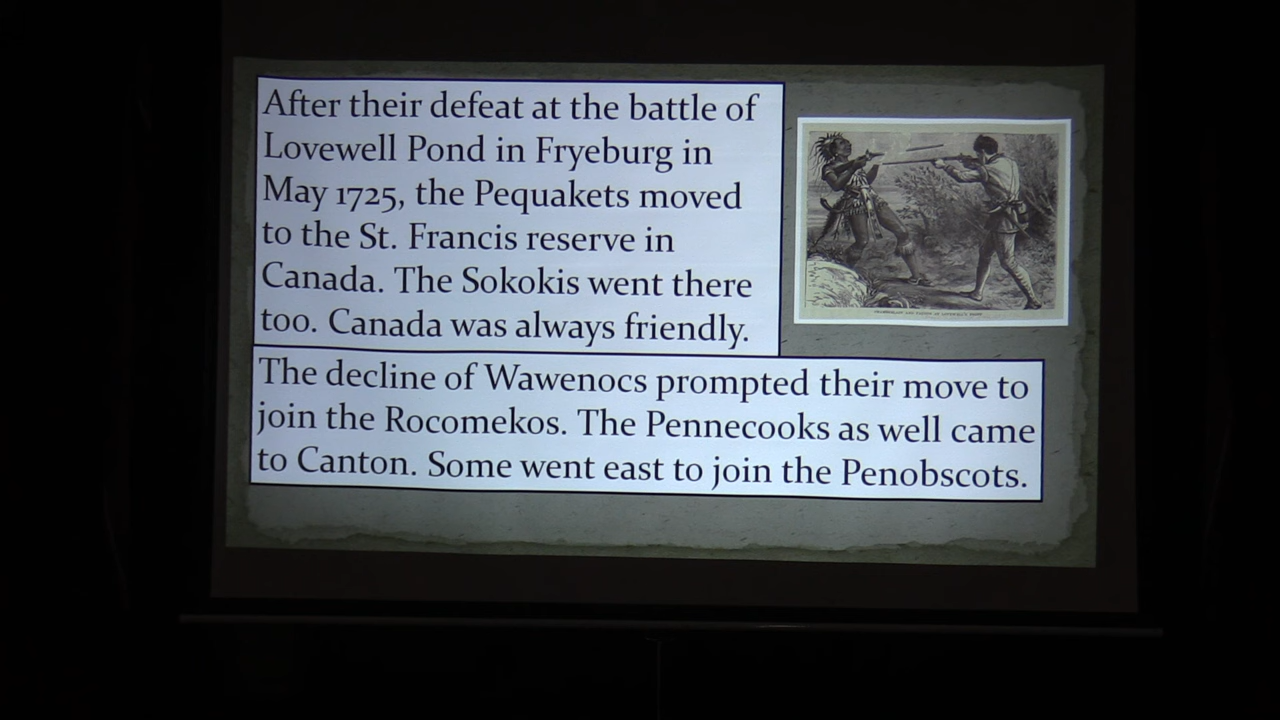 After their defeat at the battle of
Lovewell Pond in Fryeburg in
May 1725, the Pequakets moved
to the St. Francis reserve in
Canada. The Sokokis went there
too. Canada was always friendly.
The decline of Wawenocs prompted their move to
join the Rocomekos. The Pennecooks as well came
to Canton. Some went east to join the Penobscots.